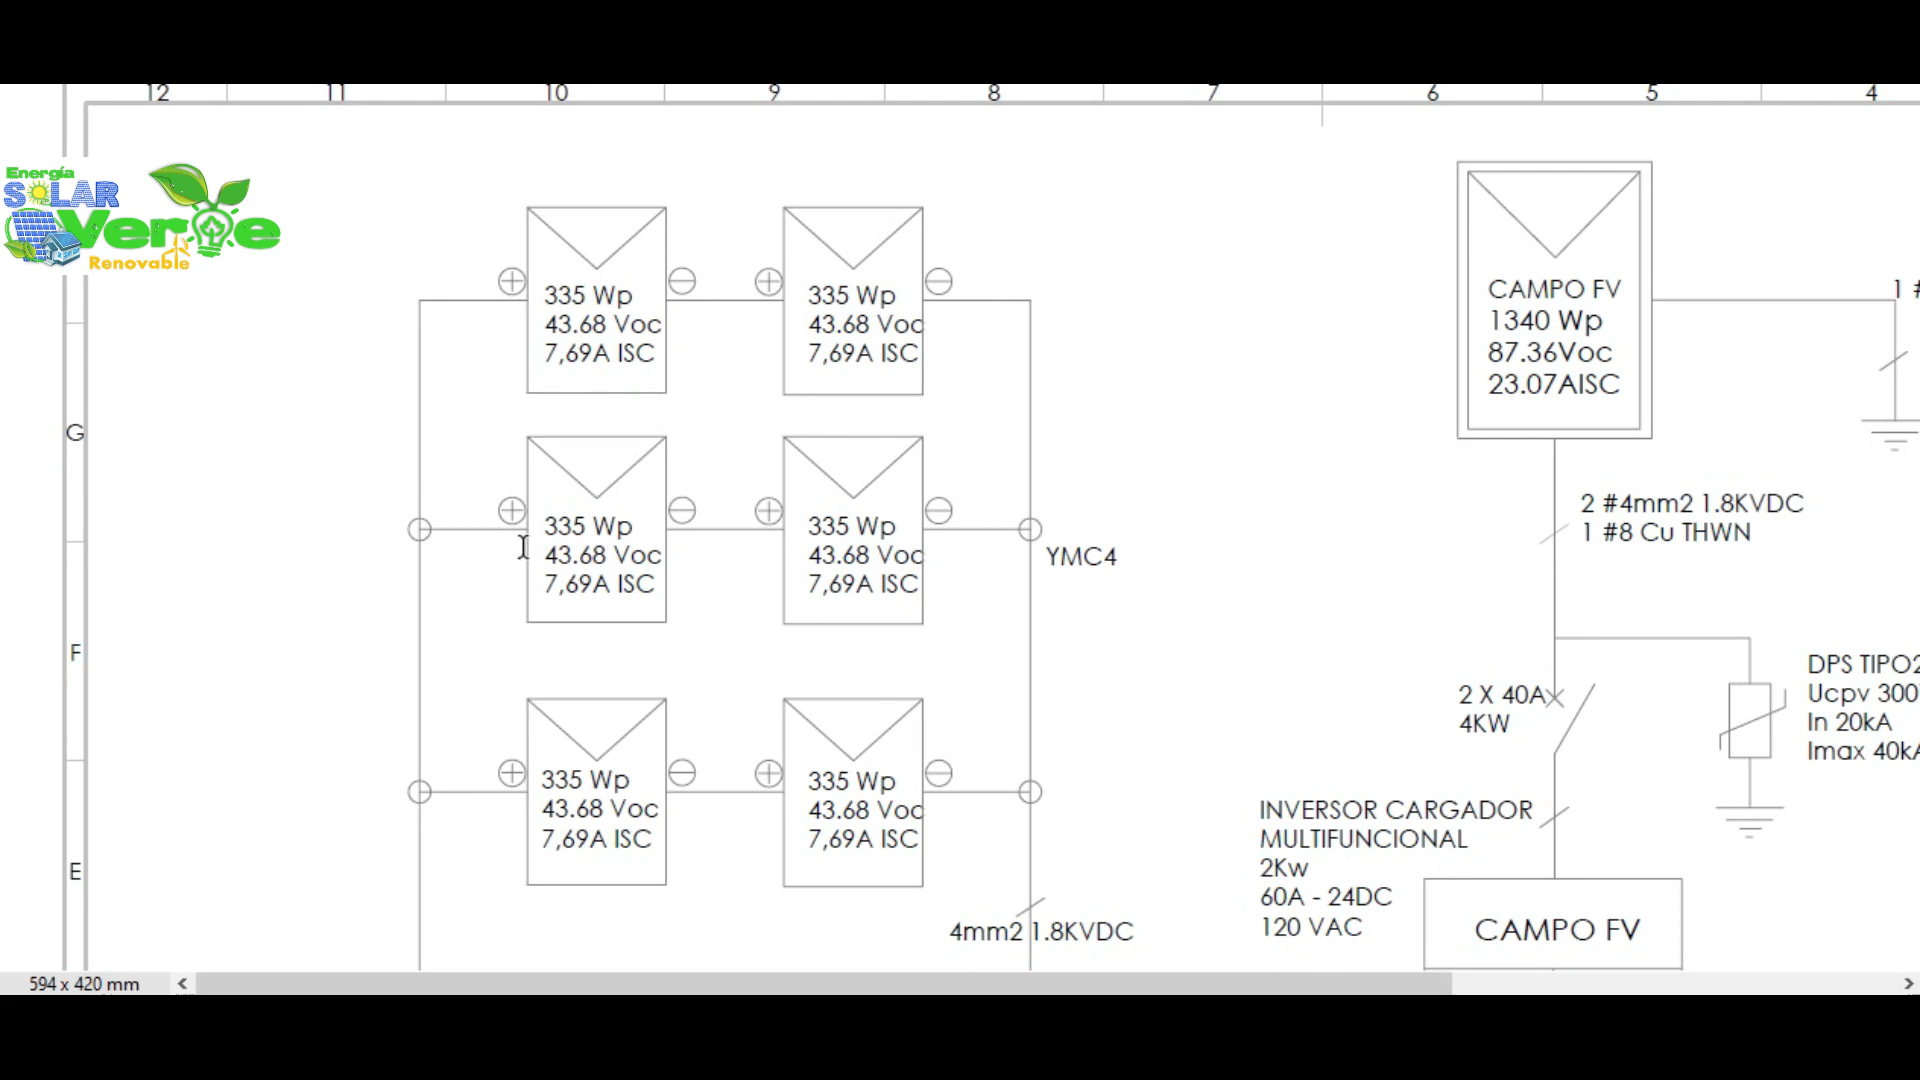 12 11 10 9 8 7 6 5 4
Energía
SOLAR
Verde
Renovable
335 Wp
43.68 Voc
7,69A ISC
335 Wp
43.68 Voc
7,69A ISC
CAMPO FV
1340 Wp
87.36Voc
23.07AISC
1 #
G
335 Wp
43.68 Voc
7,69A ISC
335 Wp
43.68 Voc
7,69A ISC
YMC4
2 #4mm2 1.8KVDC
1 #8 Cu THWN
F
2 X 40A
4KW
DPS TIPO2
Ucpv 300
In 20kA
Imax 40kA
335 Wp
43.68 Voc
7,69A ISC
335 Wp
43.68 Voc
7,69A ISC
E
INVERSOR CARGADOR
MULTIFUNCIONAL
2Kw
60A - 24DC
120 VAC
4mm2 1.8KVDC
CAMPO FV
594 x 420 mm